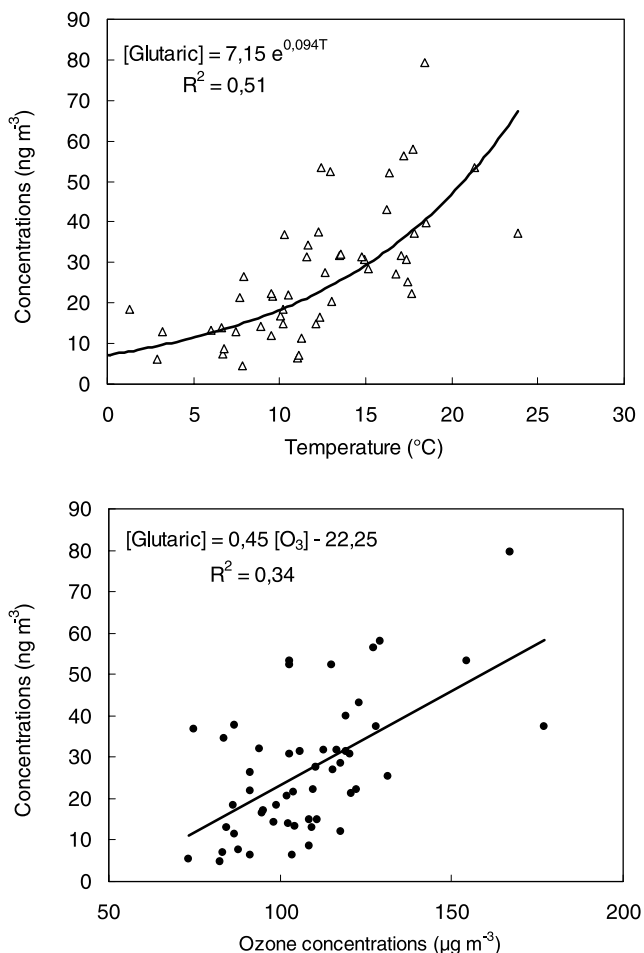 [Glutaric] = 7,15 e^0,094T
R² = 0,51
Concentrations (ng m⁻³)
90
80
70
60
50
40
30
20
10
0
0 5 10 15 20 25 30
Temperature (°C)
[Glutaric] = 0,45 [O₃] - 22,25
R² = 0,34
Concentrations (ng m⁻³)
90
80
70
60
50
40
30
20
10
0
50 100 150 200
Ozone concentrations (µg m⁻³)